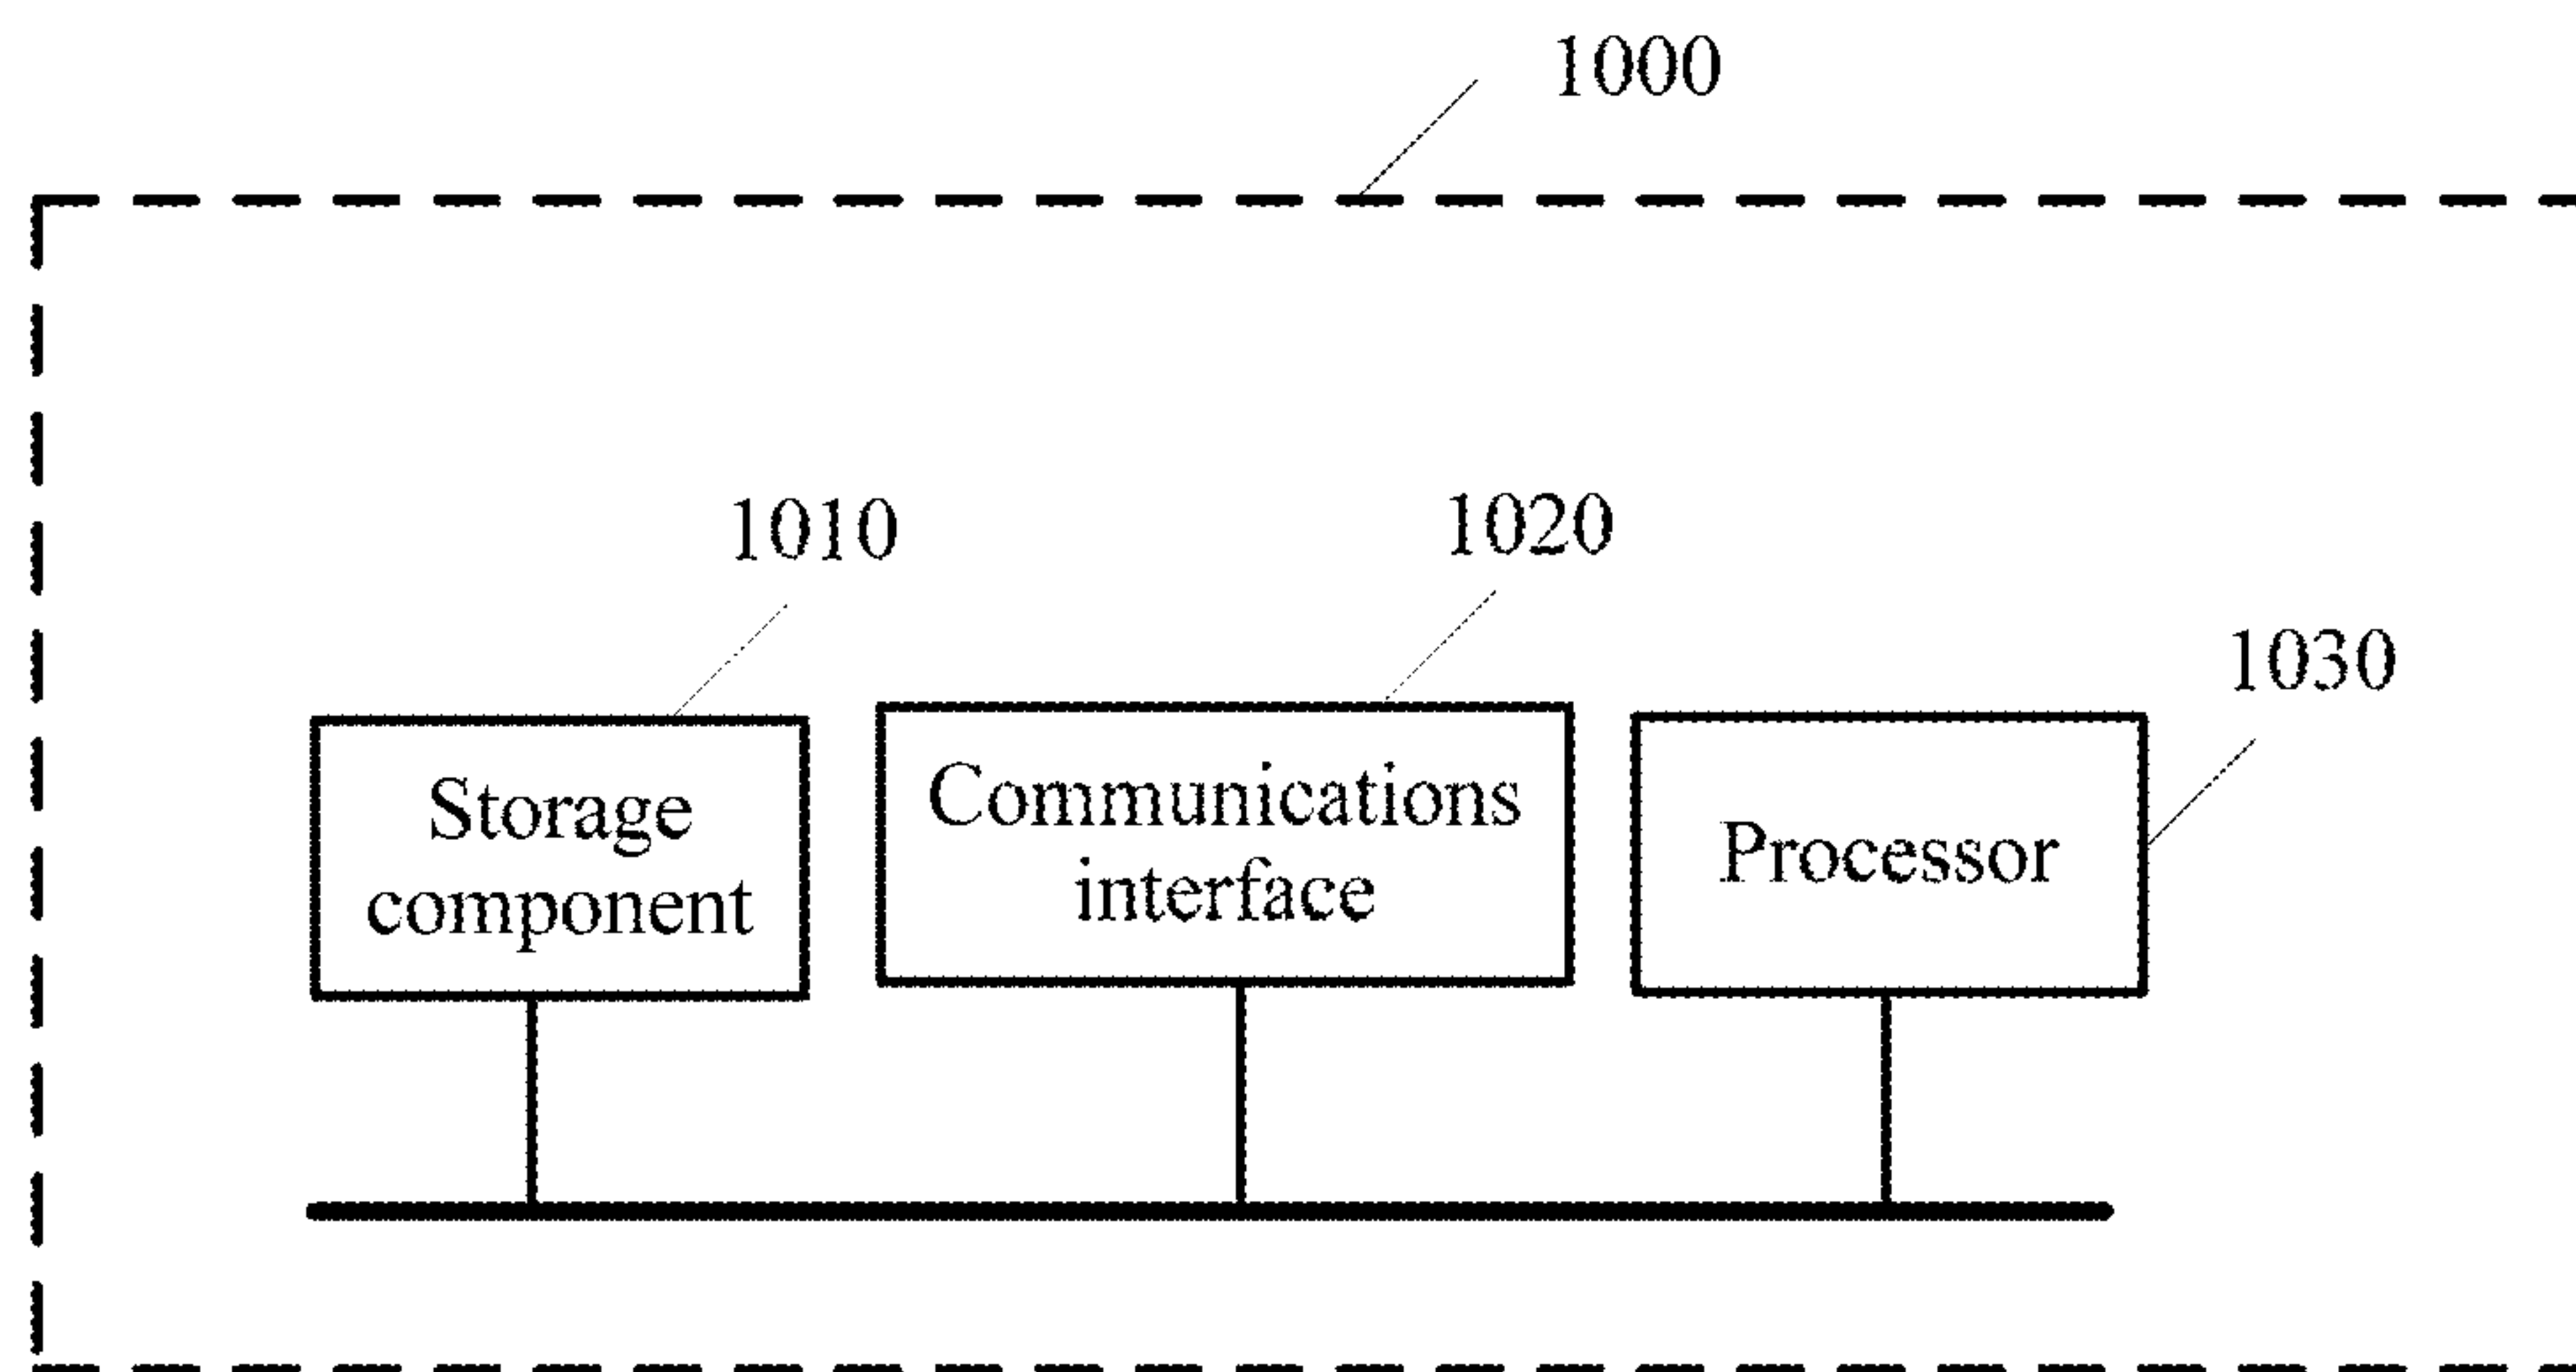 1000
1010
1020
1030
Storage
component
Communications
interface
Processor